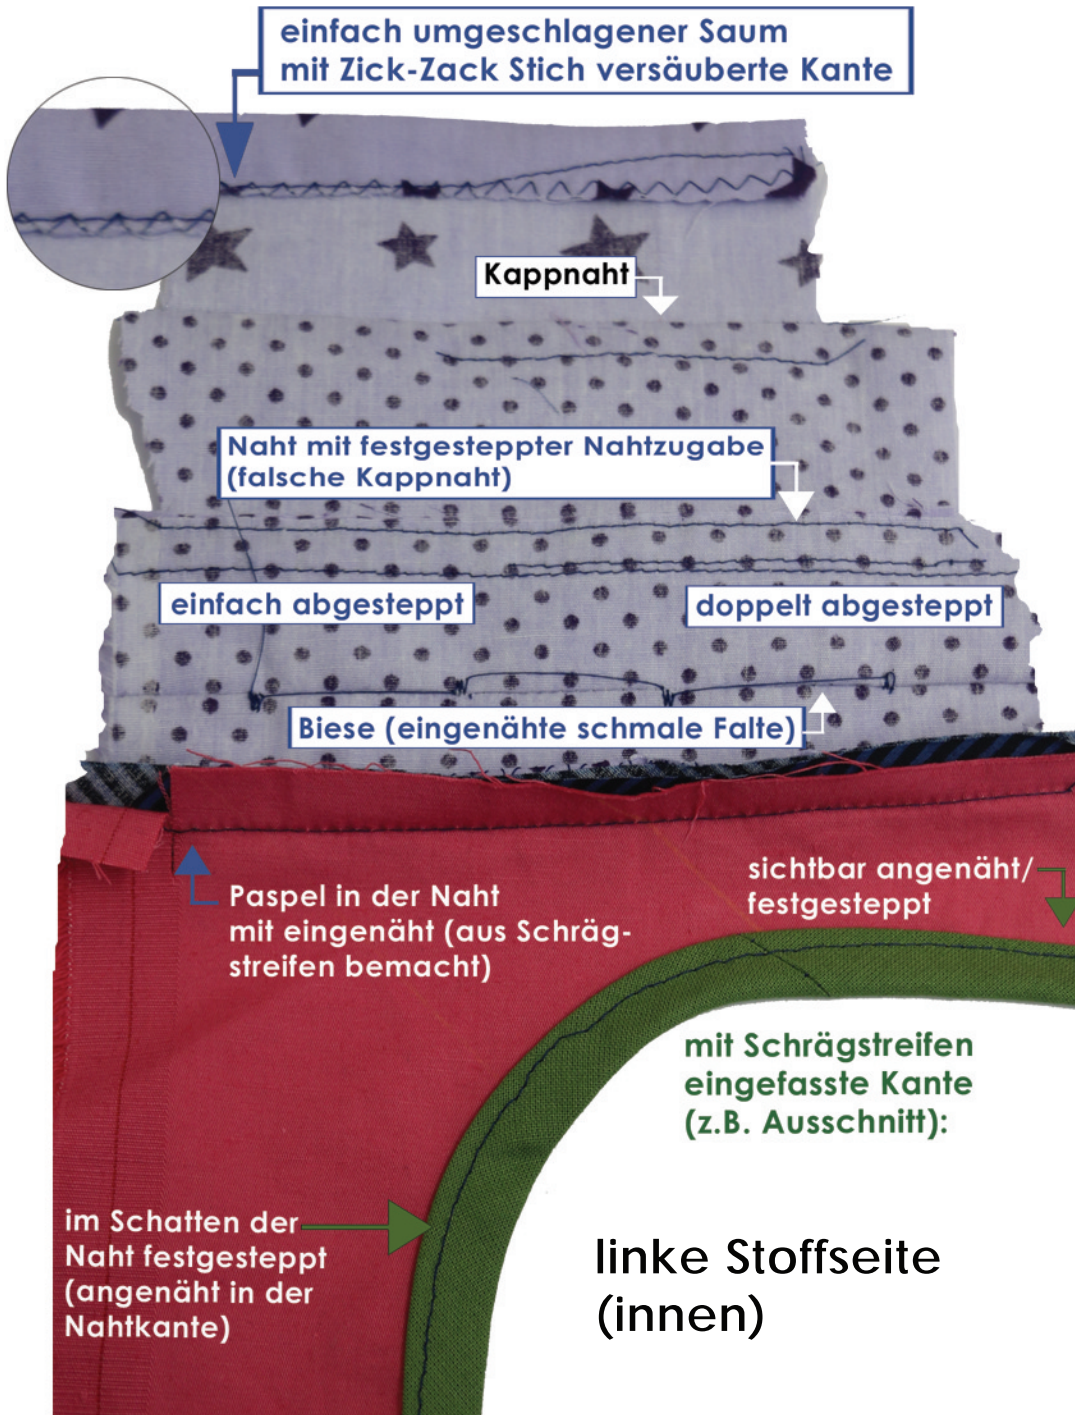 einfach umgeschlagener Saum
mit Zick-Zack Stich versäuberte Kante
Kappnaht
Naht mit festgesteppter Nahtzugabe
(falsche Kappnaht)
einfach abgesteppt
doppelt abgesteppt
Biese (eingenähte schmale Falte)
Paspel in der Naht
mit eingenäht (aus Schräg-
streifen bemacht)
sichtbar angenäht/
festgesteppt
mit Schrägstreifen
eingefasste Kante
(z.B. Ausschnitt):
im Schatten der
Naht festgesteppt
(angenäht in der
Nahtkante)
linke Stoffseite
(innen)